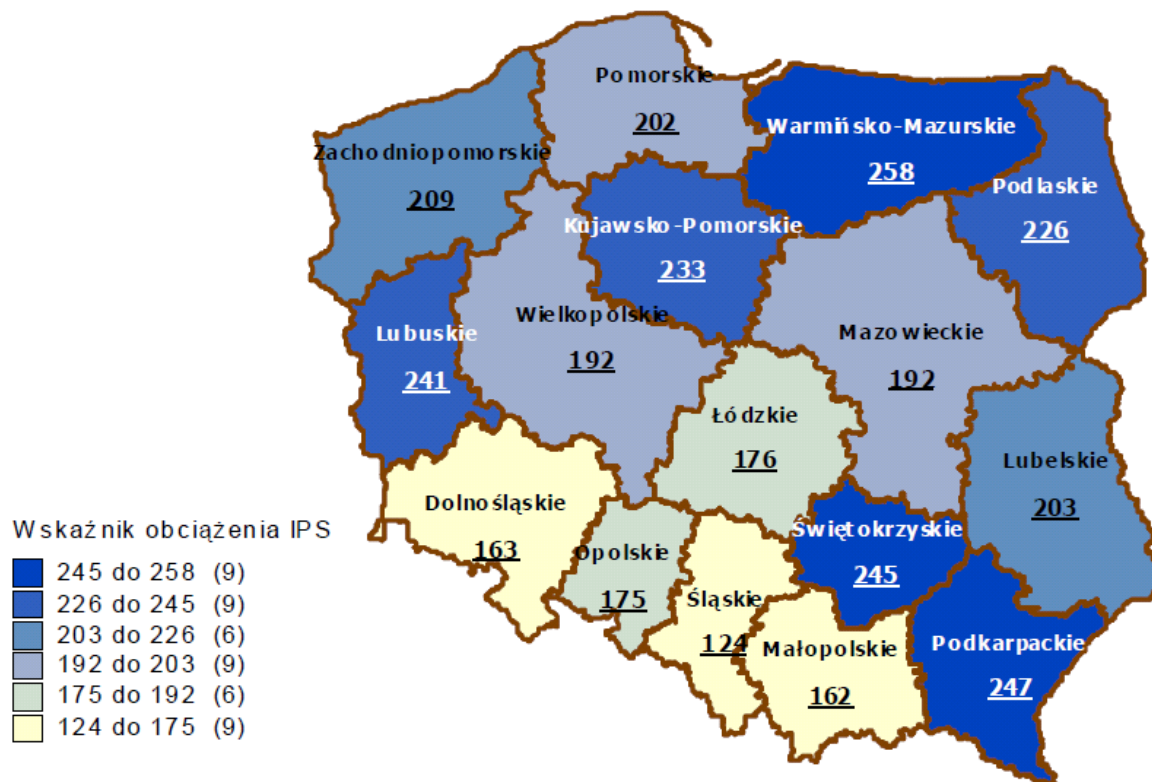 Pomorskie
202
Warmińsko-Mazurskie
258
Zachodniopomorskie
209
Podlaskie
226
Kujawsko-Pomorskie
233
Wielkopolskie
192
Lubuskie
241
Mazowieckie
192
Łódzkie
176
Lubelskie
203
Dolnośląskie
163
Opolskie
175
Świętokrzyskie
245
Śląskie
124
Małopolskie
162
Podkarpackie
247
Wskaźnik obciążenia IPS
245 do 258 (9)
226 do 245 (9)
203 do 226 (6)
192 do 203 (9)
175 do 192 (6)
124 do 175 (9)